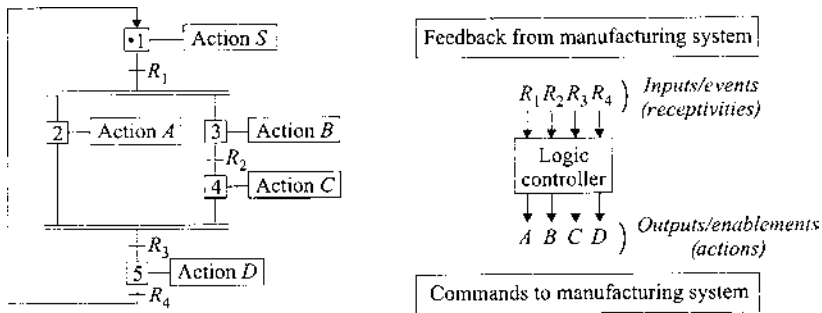 •1
Action S
R1
2
Action A
3
Action B
R2
4
Action C
R3
5
Action D
R4
Feedback from manufacturing system
R1 R2 R3 R4
Inputs/events
(receptivities)
Logic
controller
A B C D
Outputs/enablements
(actions)
Commands to manufacturing system